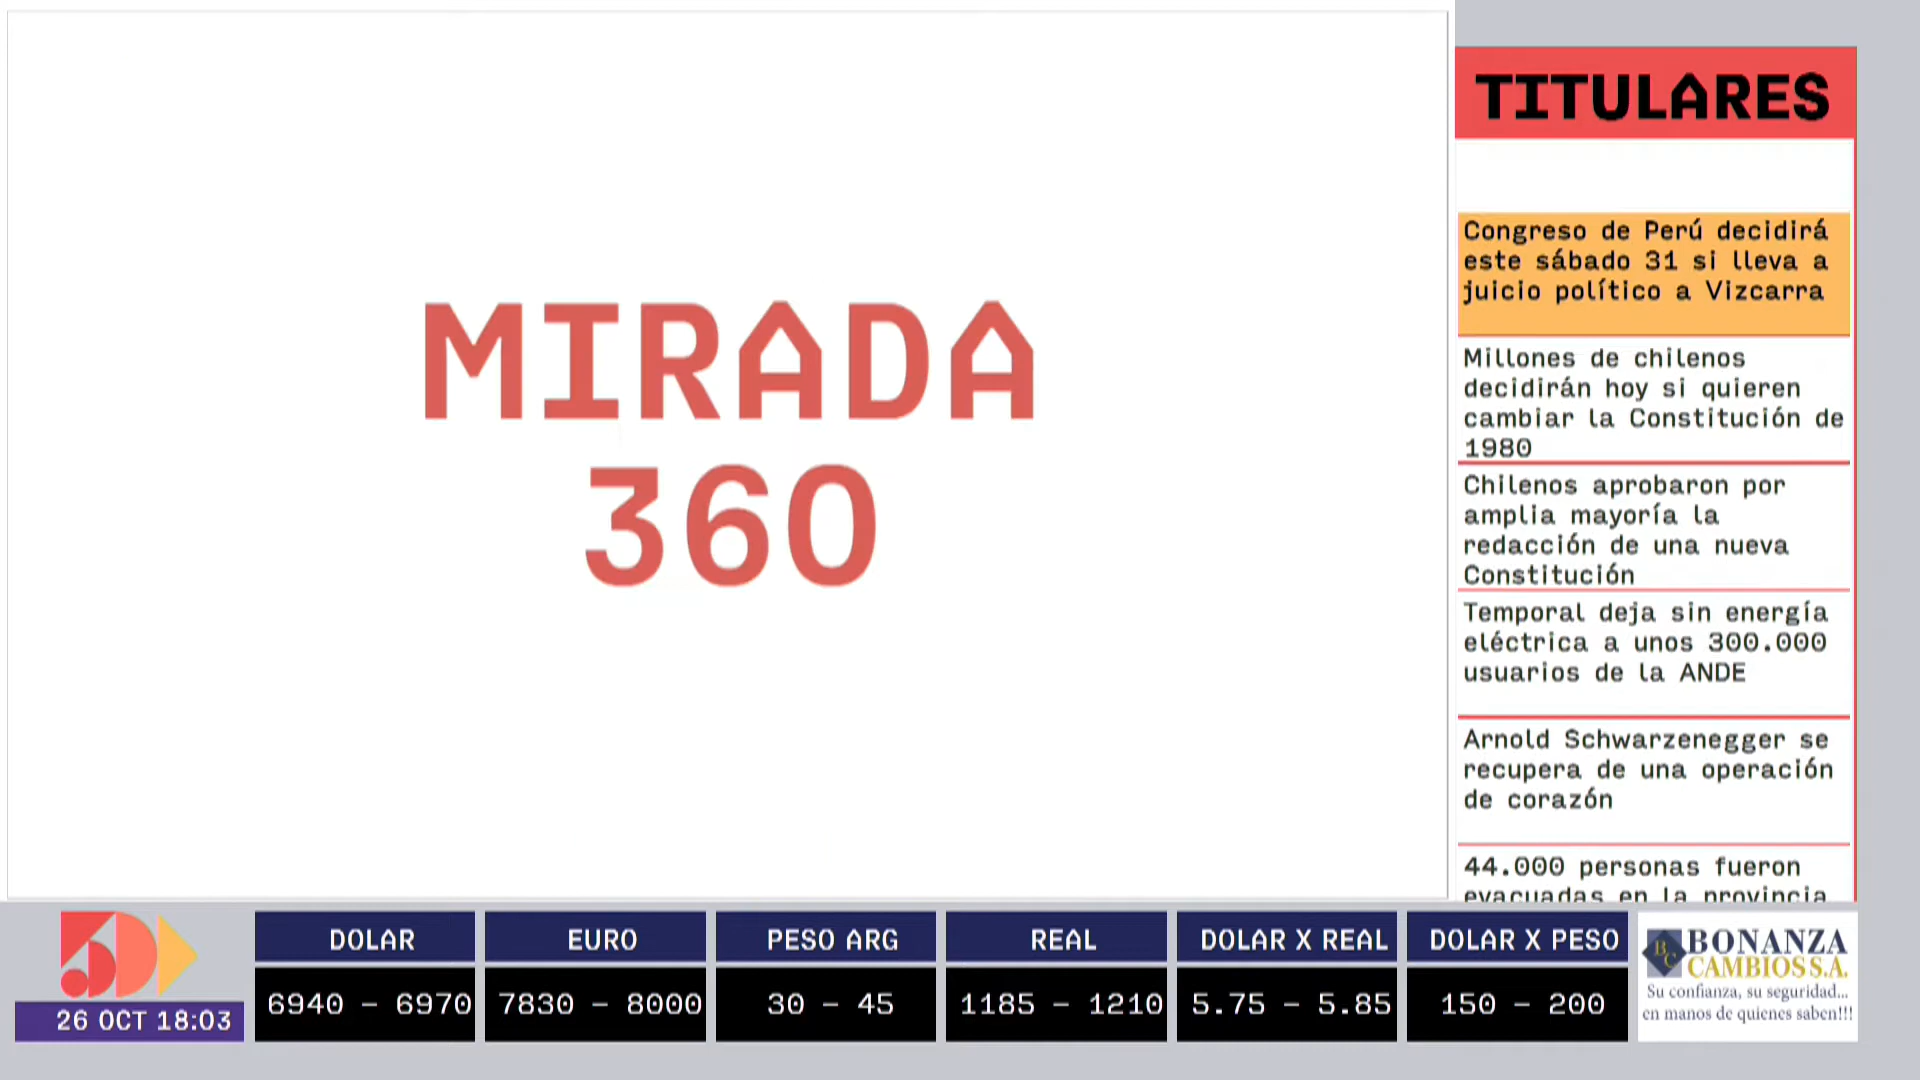 MIRADA
360
TITULARES
Congreso de Perú decidirá
este sábado 31 si lleva a
juicio político a Vizcarra
Millones de chilenos
decidirán hoy si quieren
cambiar la Constitución de
1980
Chilenos aprobaron por
amplia mayoría la
redacción de una nueva
Constitución
Temporal deja sin energía
eléctrica a unos 300.000
usuarios de la ANDE
Arnold Schwarzenegger se
recupera de una operación
de corazón
44.000 personas fueron
evacuadas en la provincia
26 OCT 18:03
DOLAR
6940 - 6970
EURO
7830 - 8000
PESO ARG
30 - 45
REAL
1185 - 1210
DOLAR X REAL
5.75 - 5.85
DOLAR X PESO
150 - 200
BC
BONANZA
CAMBIOS S.A.
Su confianza, su seguridad...
en manos de quienes saben!!!